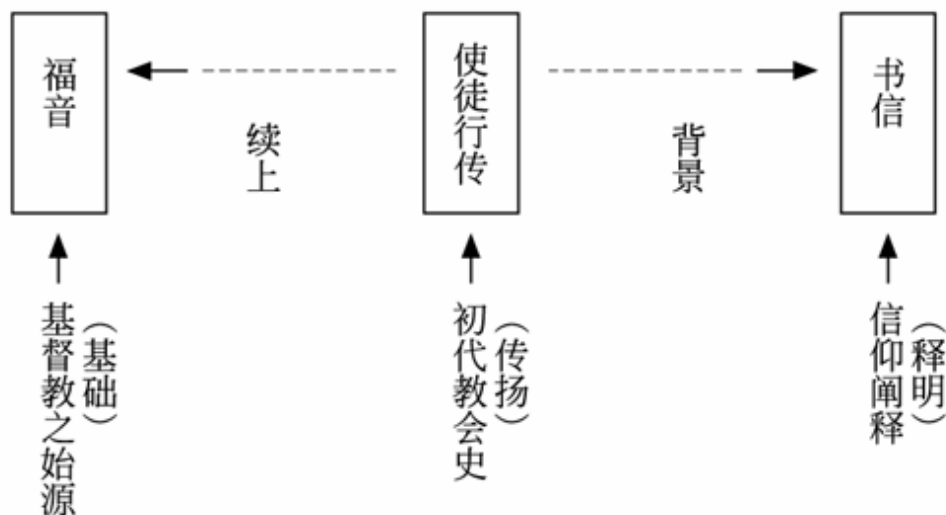 福音
续上
使徒行传
背景
书信
基督教之始源
（基础）
初代教会史
（传扬）
信仰阐释
（释明）